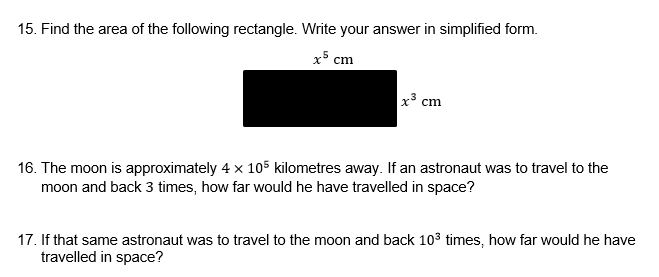 15. Find the area of the following rectangle. Write your answer in simplified form.
x⁵ cm
x³ cm
16. The moon is approximately 4 × 10⁵ kilometres away. If an astronaut was to travel to the
moon and back 3 times, how far would he have travelled in space?
17. If that same astronaut was to travel to the moon and back 10³ times, how far would he have
travelled in space?